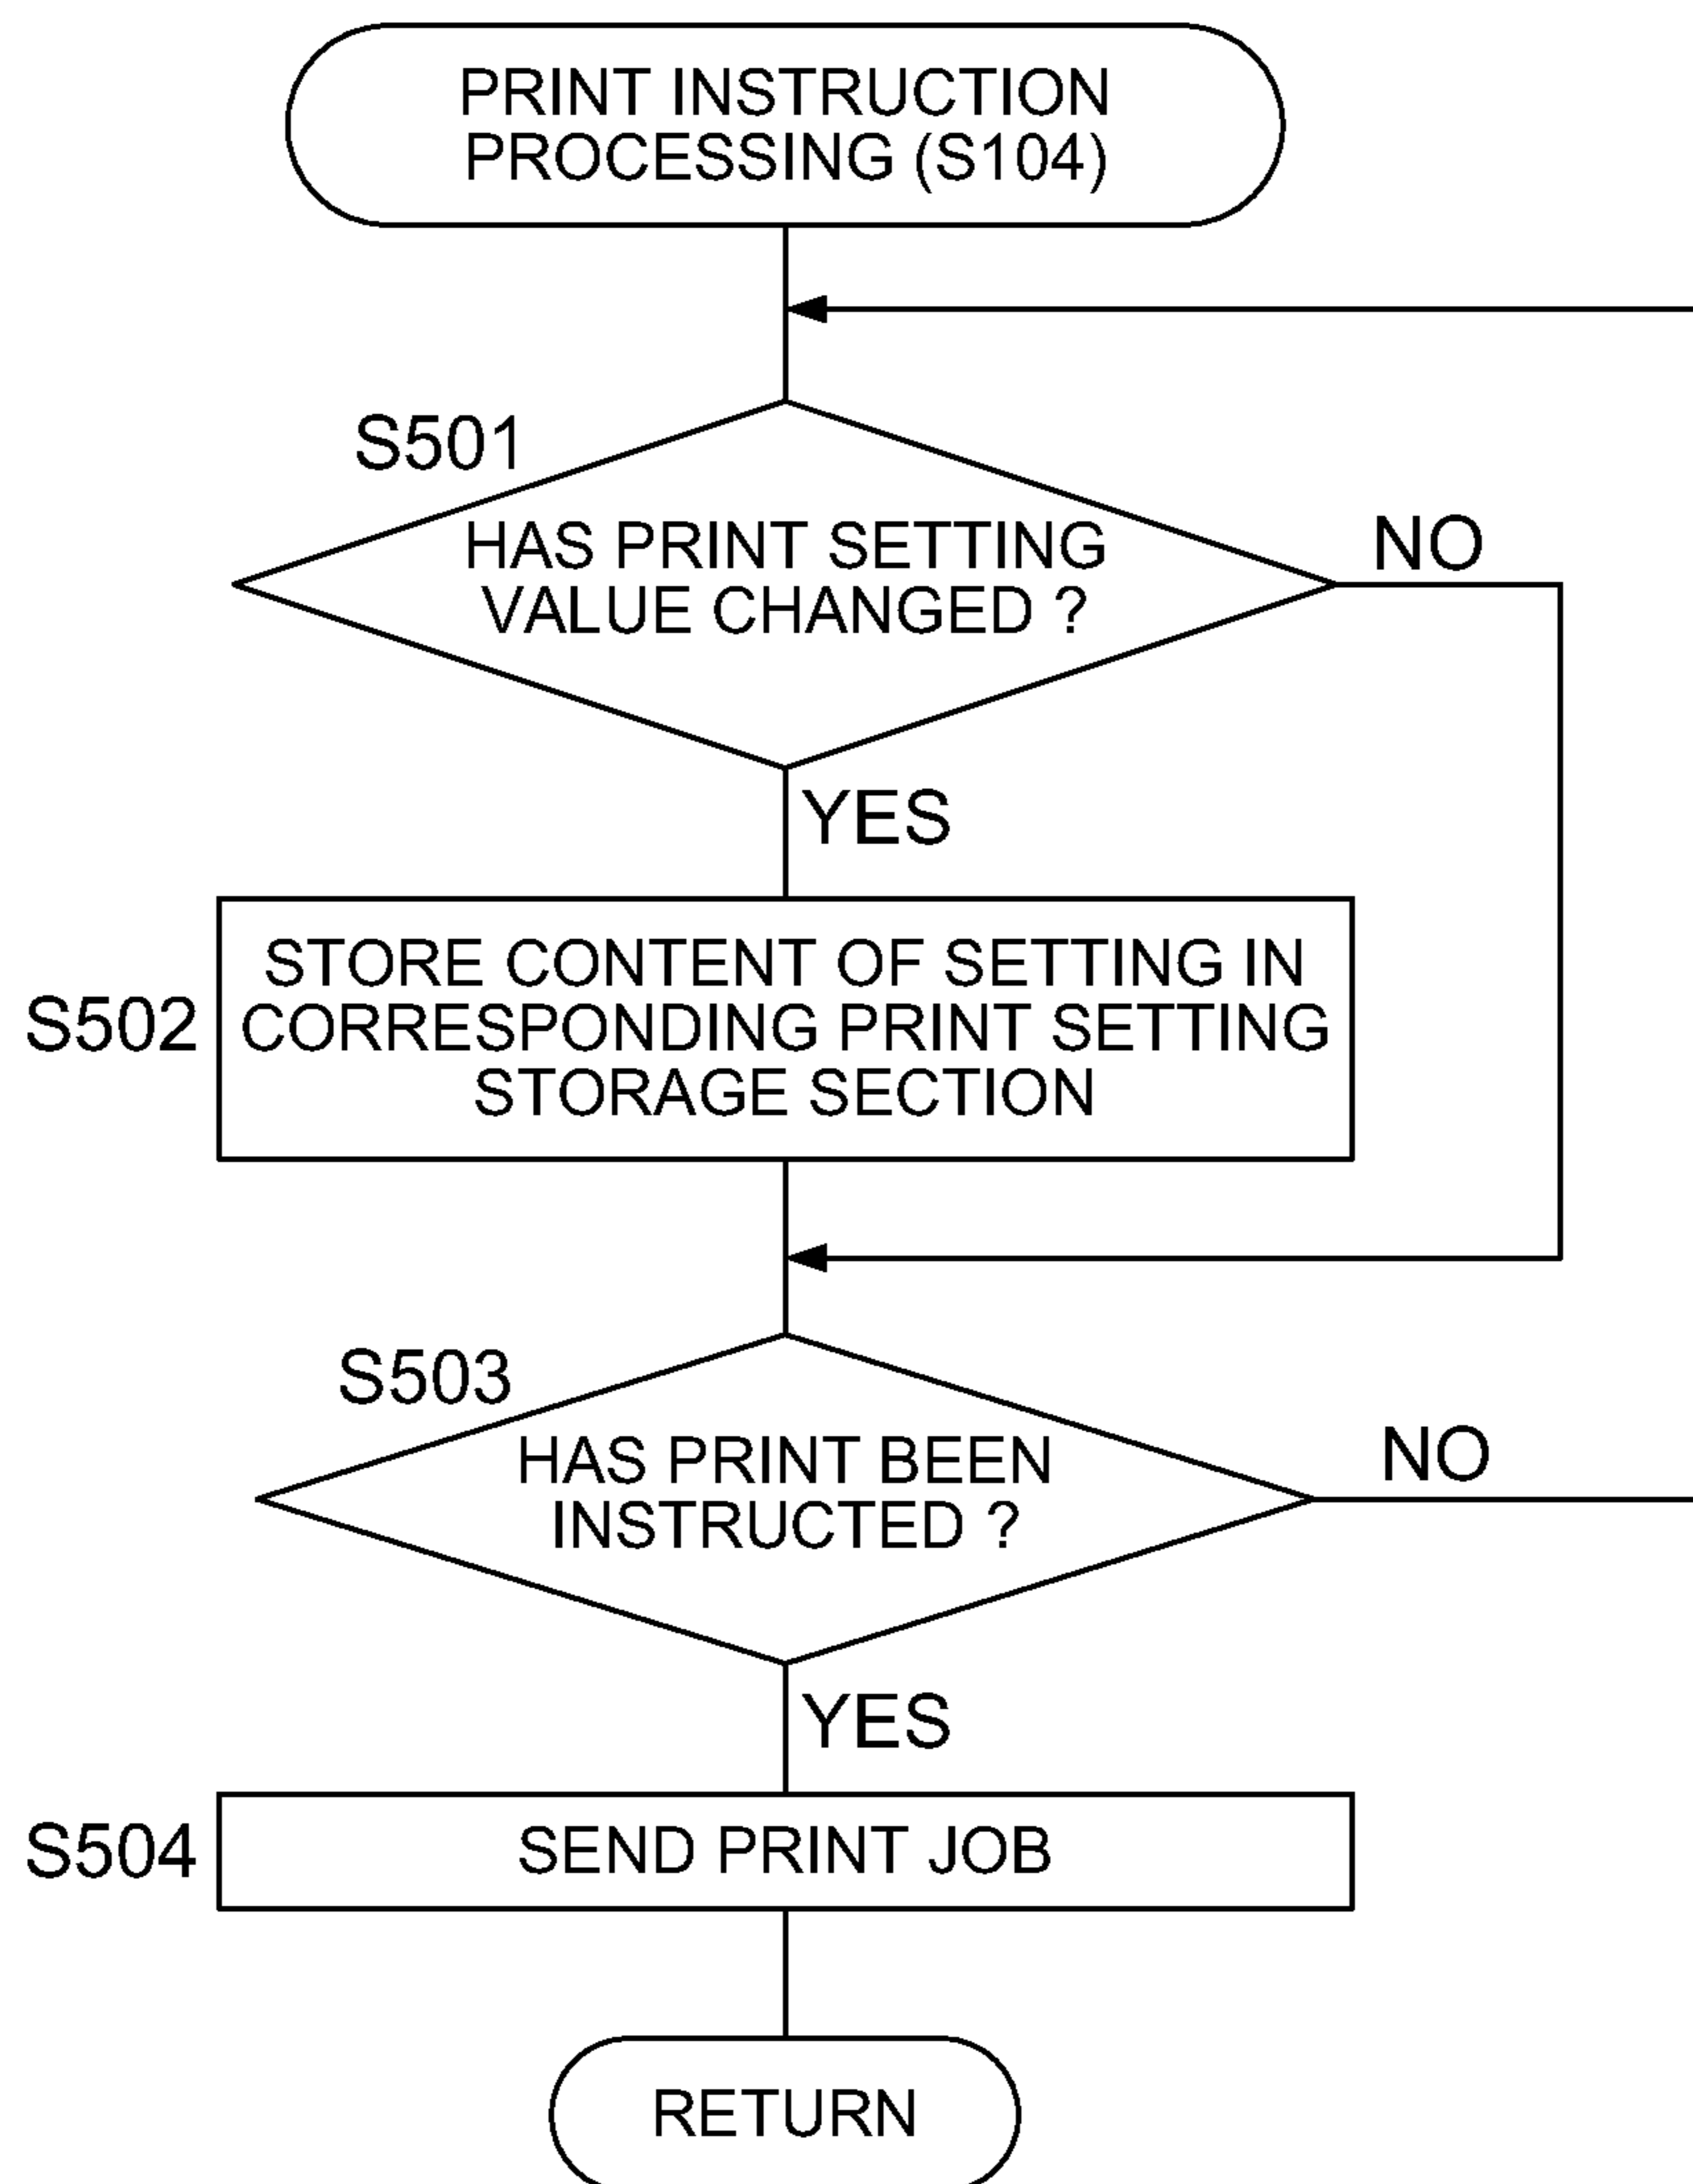 PRINT INSTRUCTION
PROCESSING (S104)
S501
HAS PRINT SETTING
VALUE CHANGED ?
NO
YES
S502
STORE CONTENT OF SETTING IN
CORRESPONDING PRINT SETTING
STORAGE SECTION
S503
HAS PRINT BEEN
INSTRUCTED ?
NO
YES
S504
SEND PRINT JOB
RETURN